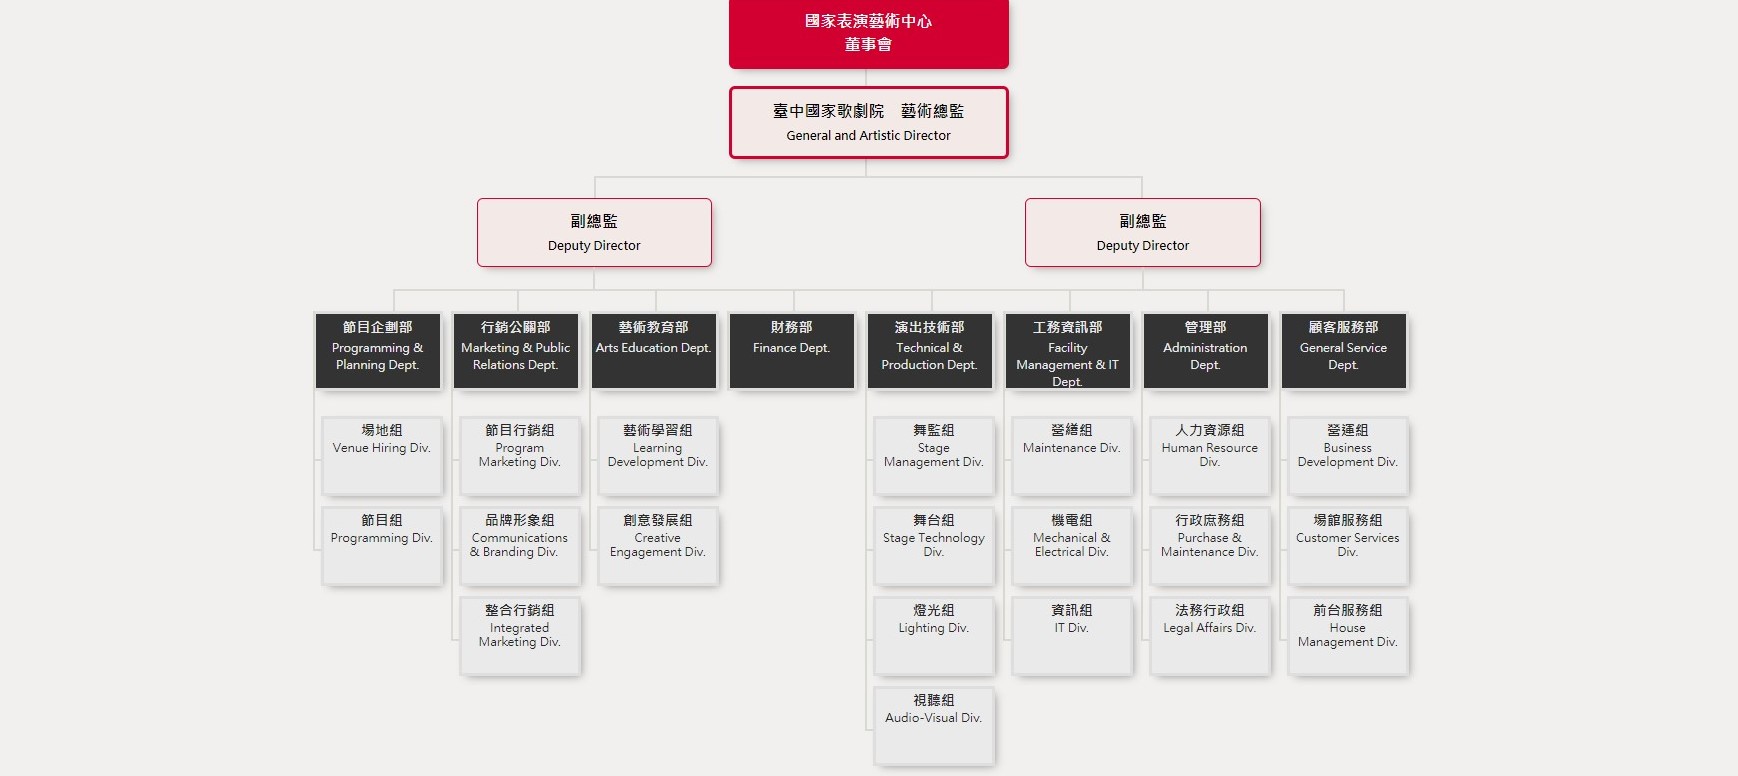 國家表演藝術中心
董事會
臺中國家歌劇院　藝術總監
General and Artistic Director
副總監
Deputy Director
副總監
Deputy Director
節目企劃部
Programming &
Planning Dept.
行銷公關部
Marketing & Public
Relations Dept.
藝術教育部
Arts Education Dept.
財務部
Finance Dept.
演出技術部
Technical &
Production Dept.
工務資訊部
Facility
Management & IT
Dept.
管理部
Administration
Dept.
顧客服務部
General Service
Dept.
場地組
Venue Hiring Div.
節目組
Programming Div.
節目行銷組
Program
Marketing Div.
品牌形象組
Communications
& Branding Div.
整合行銷組
Integrated
Marketing Div.
藝術學習組
Learning
Development Div.
創意發展組
Creative
Engagement Div.
舞監組
Stage
Management Div.
舞台組
Stage Technology
Div.
燈光組
Lighting Div.
視聽組
Audio-Visual Div.
營繕組
Maintenance Div.
機電組
Mechanical &
Electrical Div.
資訊組
IT Div.
人力資源組
Human Resource
Div.
行政庶務組
Purchase &
Maintenance Div.
法務行政組
Legal Affairs Div.
營運組
Business
Development Div.
場館服務組
Customer Services
Div.
前台服務組
House
Management Div.